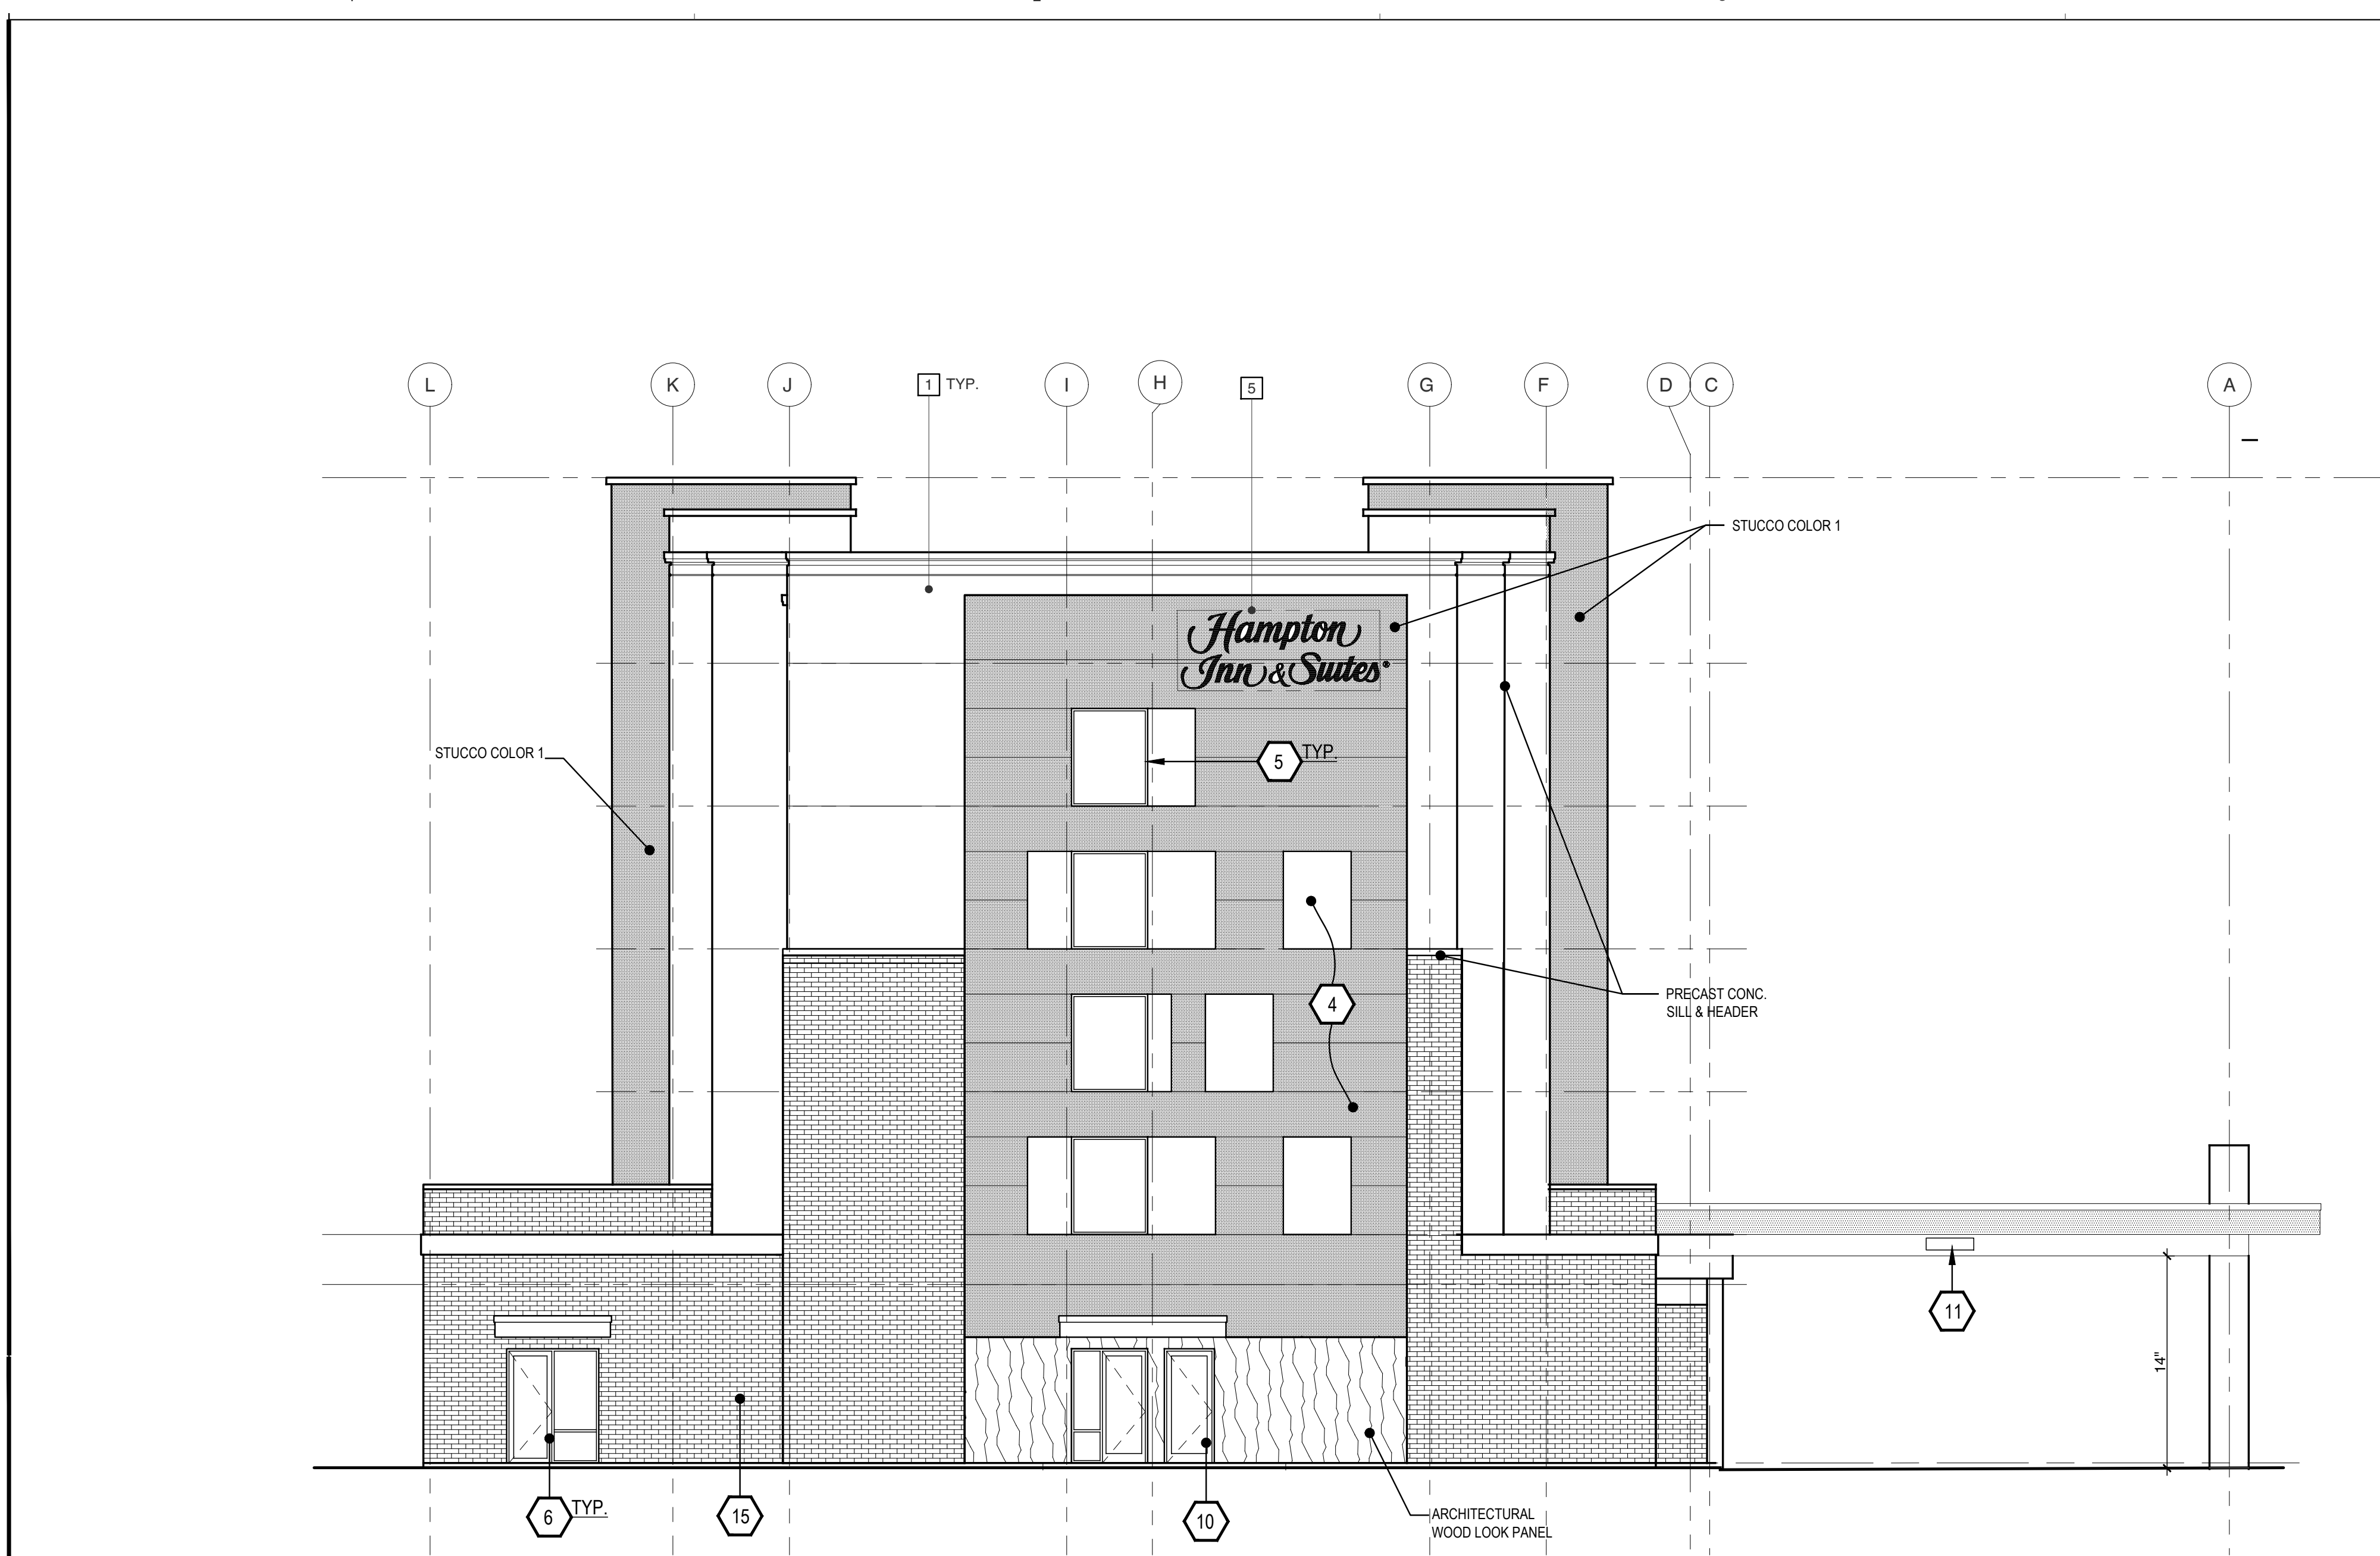 L
K
J
1 TYP.
I
H
5
G
F
D
C
A
STUCCO COLOR 1
Hampton
Inn & Suites®
STUCCO COLOR 1
5 TYP.
4
PRECAST CONC.
SILL & HEADER
11
14"
6 TYP.
15
10
ARCHITECTURAL
WOOD LOOK PANEL